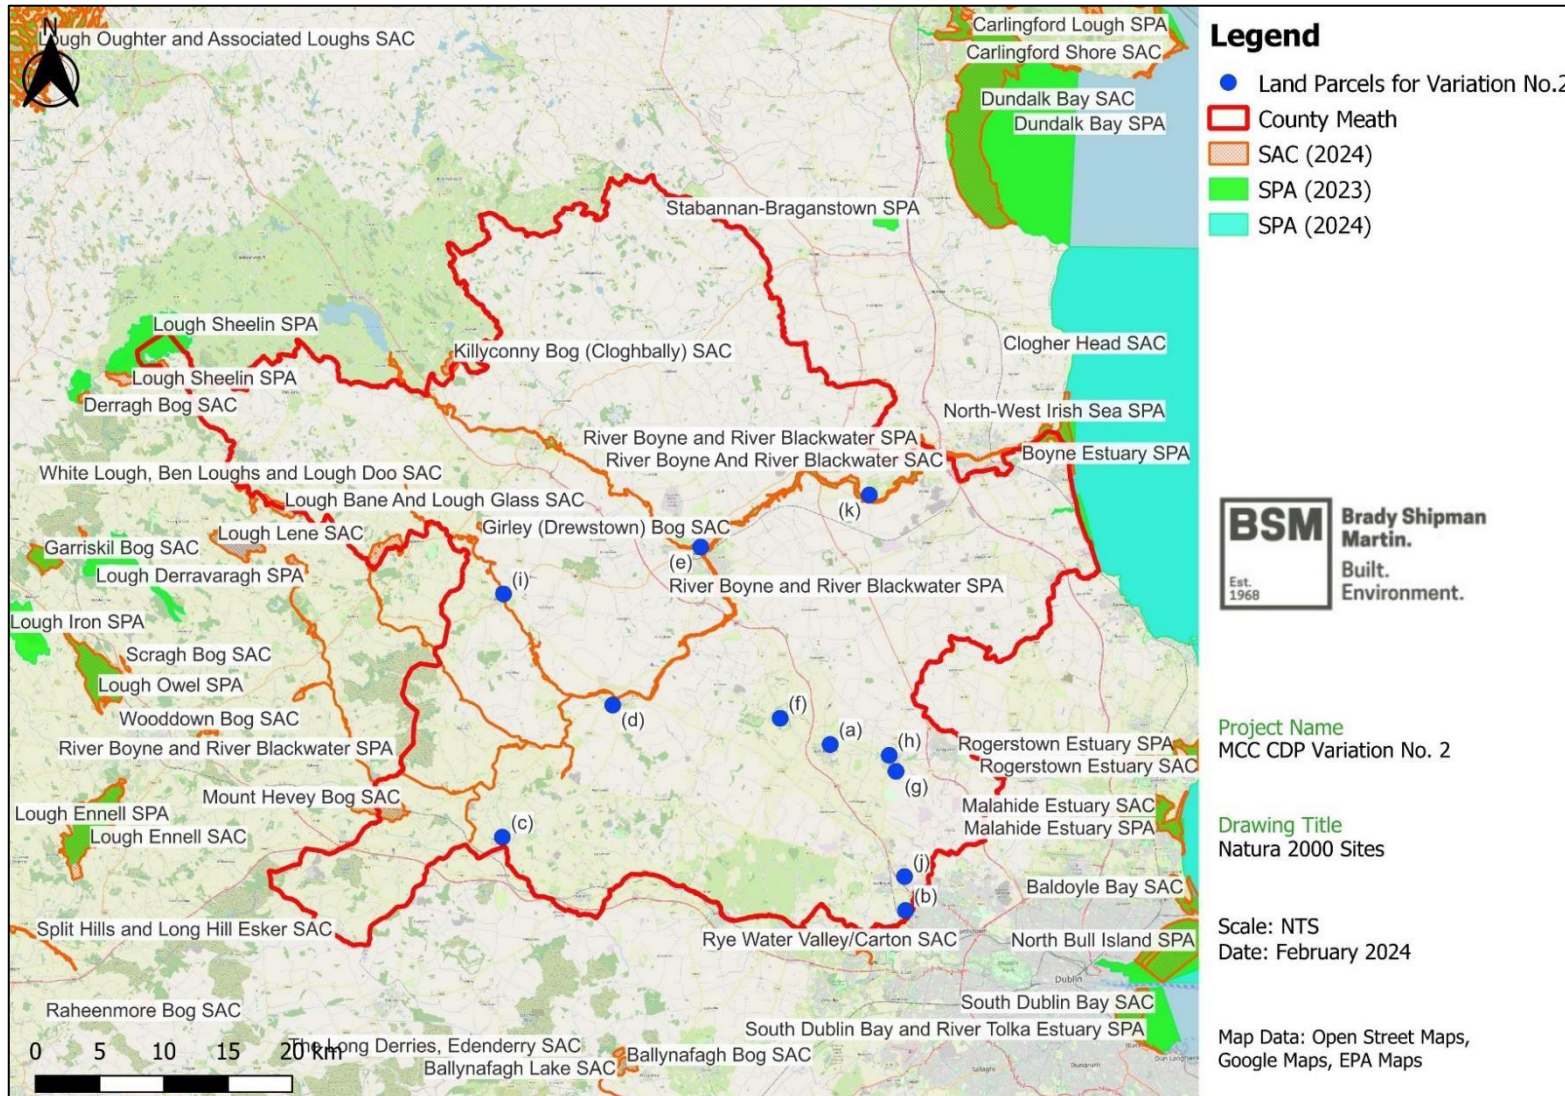 N
Lough Oughter and Associated Loughs SAC
Carlingford Lough SPA
Carlingford Shore SAC
Dundalk Bay SAC
Dundalk Bay SPA
Stabannan-Braganstown SPA
Lough Sheelin SPA
Killyconny Bog (Cloghbally) SAC
Clogher Head SAC
Lough Sheelin SPA
Derragh Bog SAC
North-West Irish Sea SPA
River Boyne and River Blackwater SPA
River Boyne And River Blackwater SAC
Boyne Estuary SPA
White Lough, Ben Loughs and Lough Doo SAC
Lough Bane And Lough Glass SAC
(k)
Girley (Drewstown) Bog SAC
Lough Lene SAC
Garriskil Bog SAC
(e)
Lough Derravaragh SPA
(i)
River Boyne and River Blackwater SPA
Lough Iron SPA
Scragh Bog SAC
Lough Owel SPA
Wooddown Bog SAC
(d)
(f)
(a)
(h)
(g)
River Boyne and River Blackwater SPA
Rogerstown Estuary SPA
Rogerstown Estuary SAC
Mount Hevey Bog SAC
Malahide Estuary SAC
Malahide Estuary SPA
Lough Ennell SPA
Lough Ennell SAC
(c)
(j)
(b)
Baldoyle Bay SAC
Split Hills and Long Hill Esker SAC
Rye Water Valley/Carton SAC
North Bull Island SPA
Dublin
South Dublin Bay SAC
Raheenmore Bog SAC
South Dublin Bay and River Tolka Estuary SPA
The Long Derries, Edenderry SAC
Ballynafagh Bog SAC
Ballynafagh Lake SAC
0 5 10 15 20 km
Legend
Land Parcels for Variation No.2
County Meath
SAC (2024)
SPA (2023)
SPA (2024)
BSM
Est.
1968
Brady Shipman
Martin.
Built.
Environment.
Project Name
MCC CDP Variation No. 2
Drawing Title
Natura 2000 Sites
Scale: NTS
Date: February 2024
Map Data: Open Street Maps,
Google Maps, EPA Maps